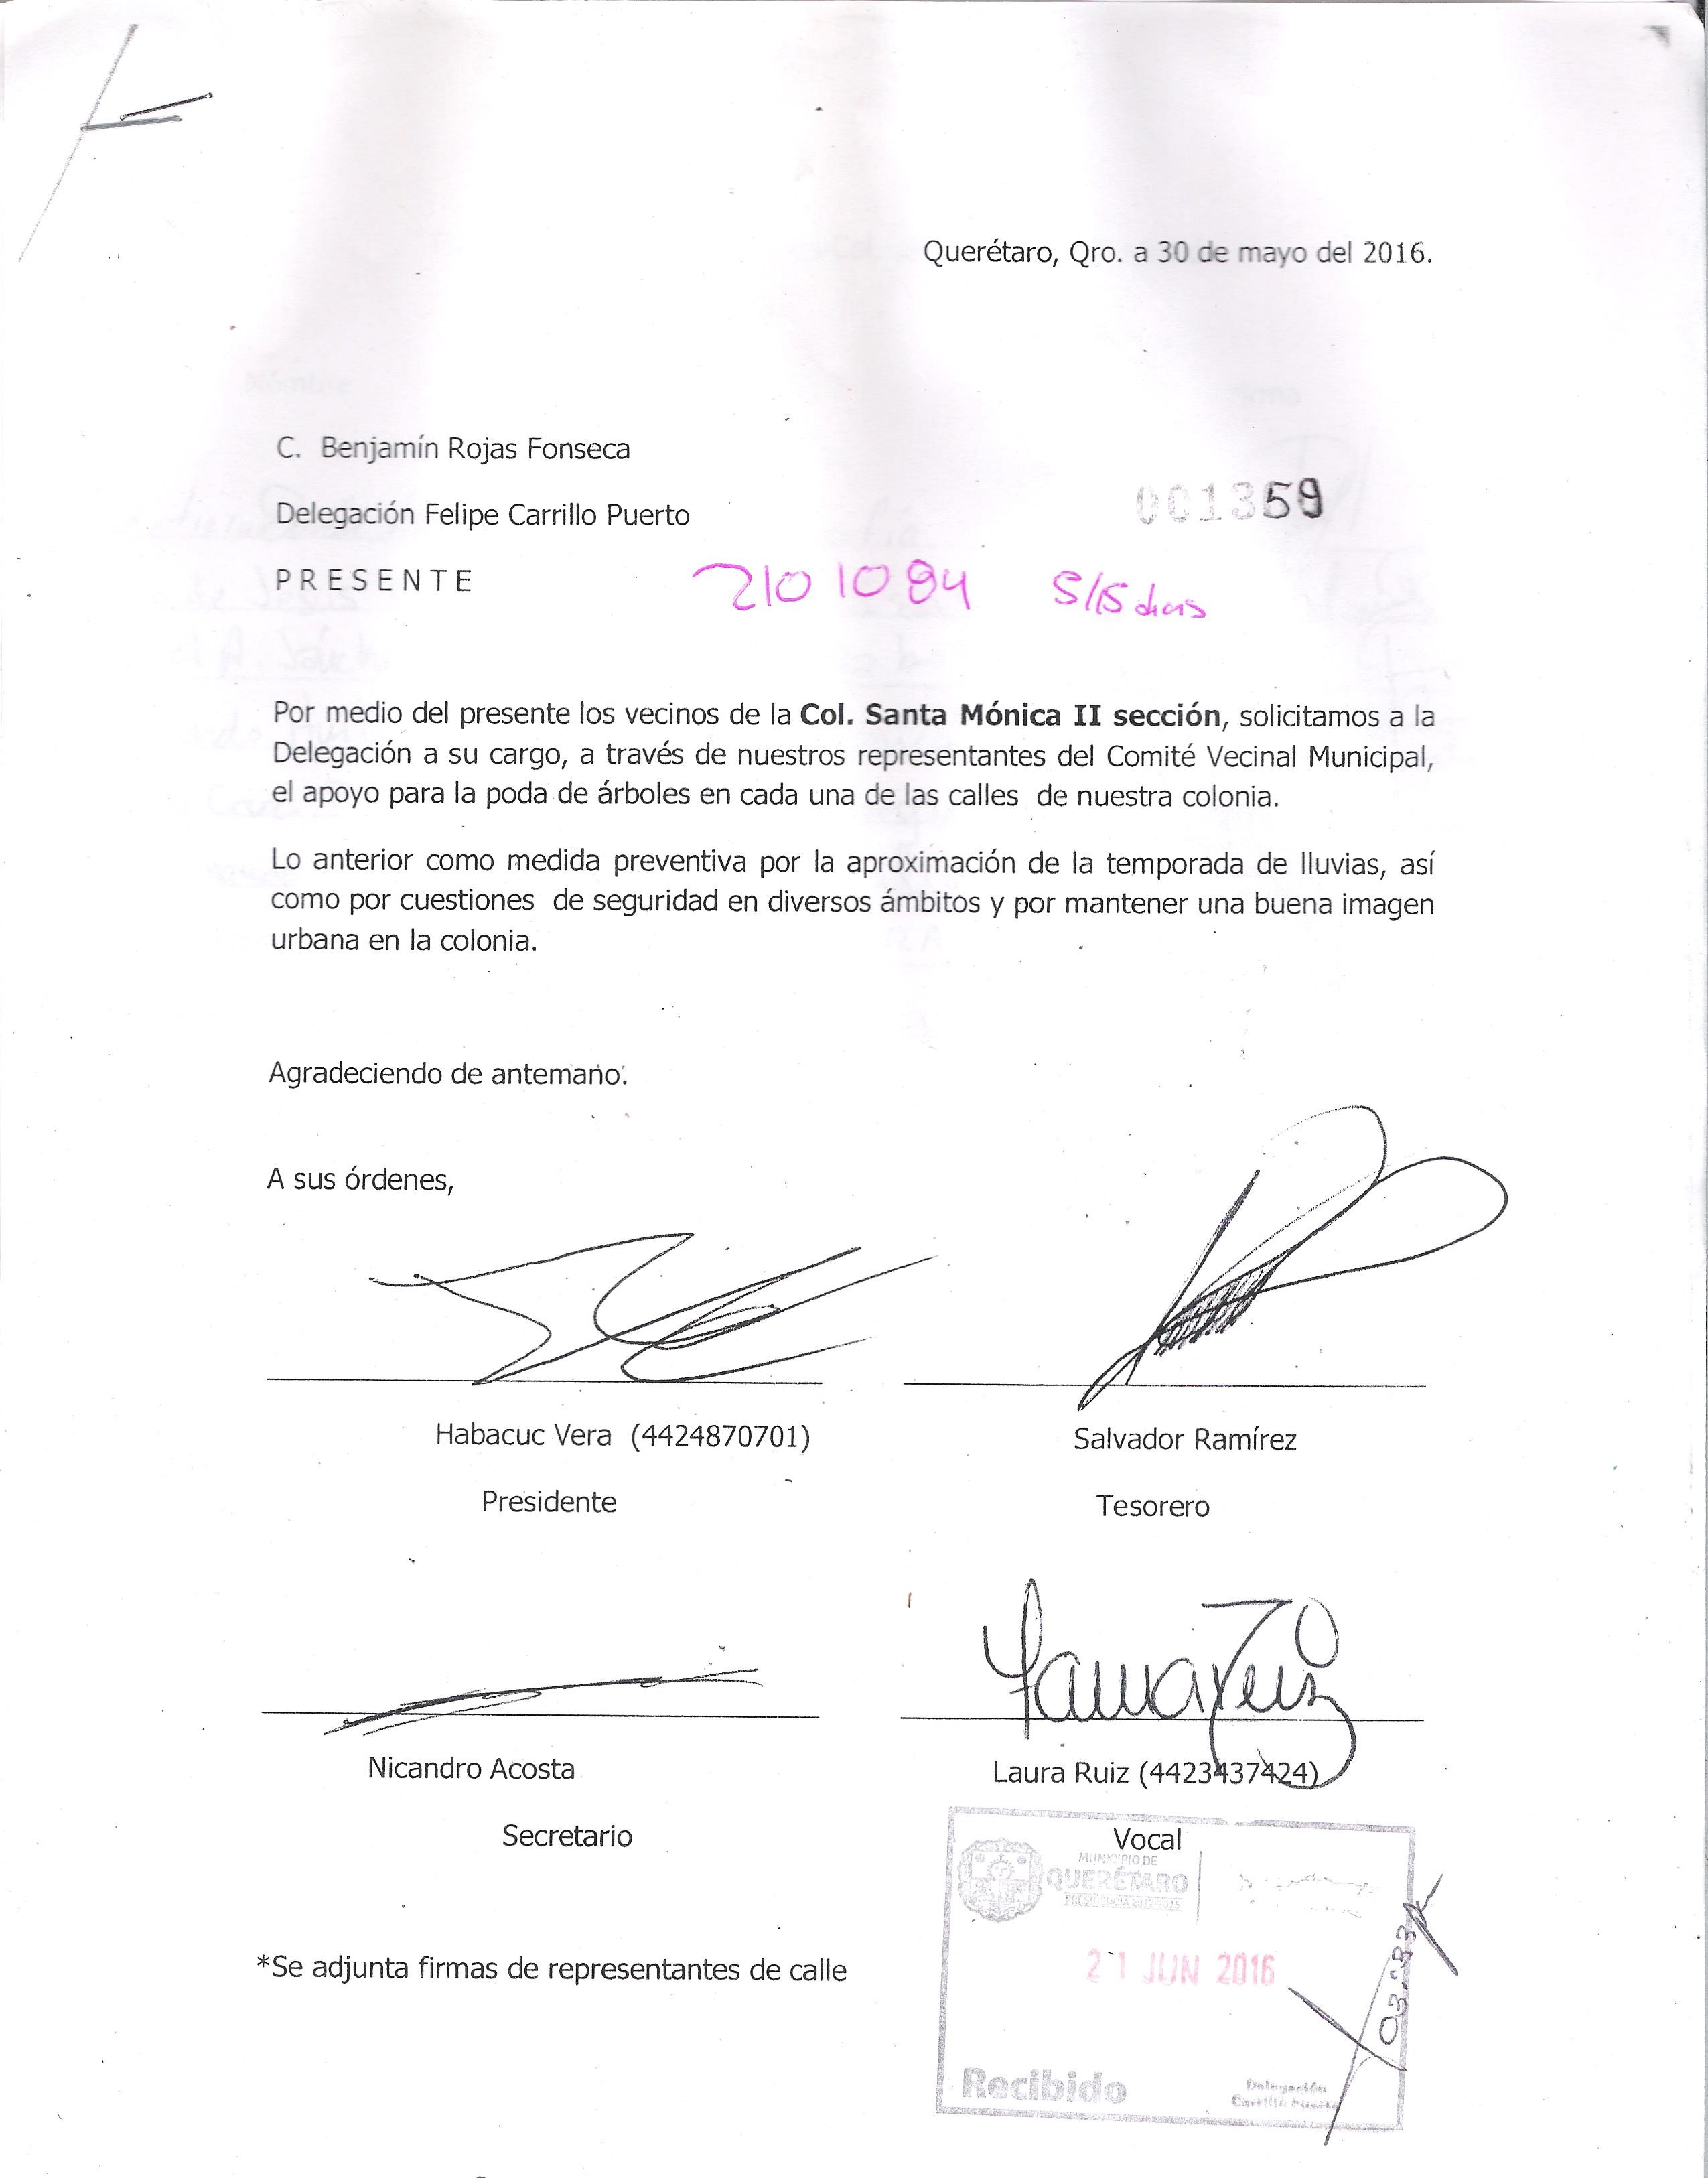 Querétaro, Qro. a 30 de mayo del 2016.
C. Benjamín Rojas Fonseca
001359
Delegación Felipe Carrillo Puerto
PRESENTE
2101084 S/15 dias
Por medio del presente los vecinos de la Col. Santa Mónica II sección, solicitamos a la
Delegación a su cargo, a través de nuestros representantes del Comité Vecinal Municipal,
el apoyo para la poda de árboles en cada una de las calles de nuestra colonia.
Lo anterior como medida preventiva por la aproximación de la temporada de lluvias, así
como por cuestiones de seguridad en diversos ámbitos y por mantener una buena imagen
urbana en la colonia.
Agradeciendo de antemano.
A sus órdenes,
Habacuc Vera (4424870701) Salvador Ramírez
Presidente Tesorero
Laura Ruiz
Nicandro Acosta Laura Ruiz (4423437424)
Secretario Vocal
MUNICIPIO DE
QUERÉTARO
*Se adjunta firmas de representantes de calle
21 JUN 2016
Recibido
Delegación
Carrillo Puerto